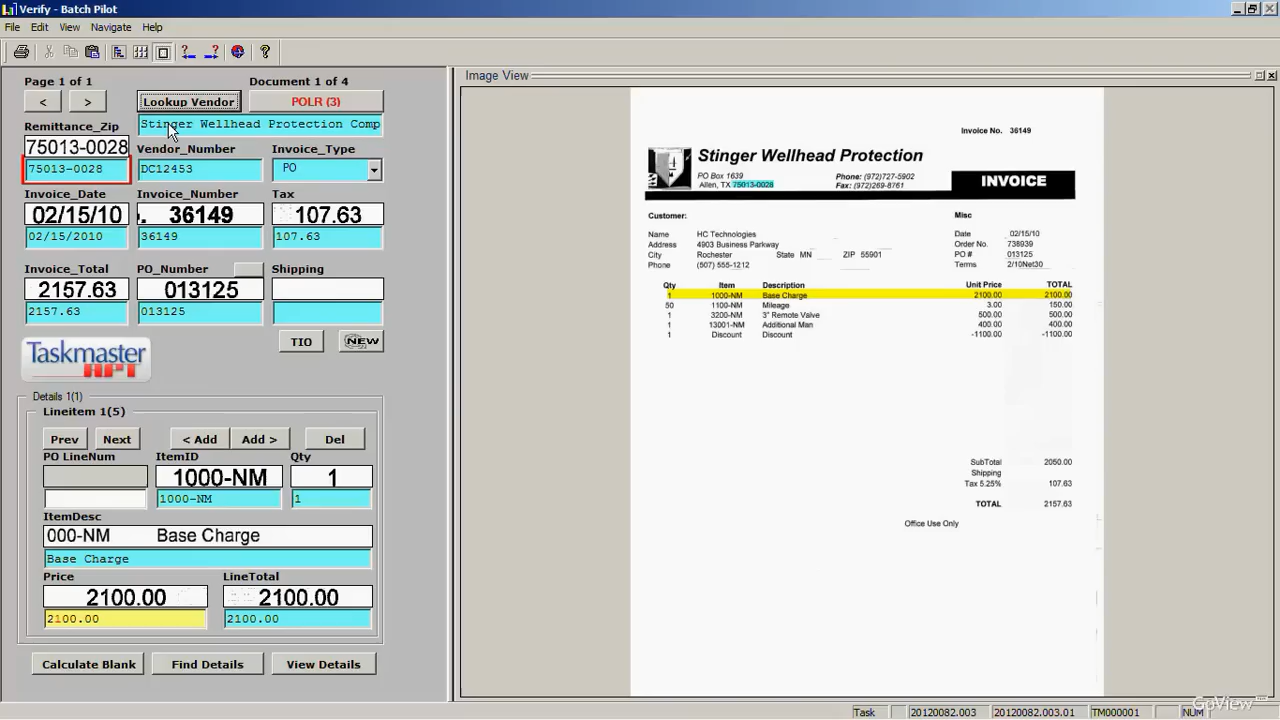 Verify - Batch Pilot
File Edit View Navigate Help
Page 1 of 1 Document 1 of 4
< > Lookup Vendor POLR (3)
Stinger Wellhead Protection Comp
Remittance_Zip
75013-0028 Vendor_Number Invoice_Type
75013-0028 DC12453 PO
Invoice_Date Invoice_Number Tax
02/15/10 . 36149 107.63
02/15/2010 36149 107.63
Invoice_Total PO_Number Shipping
2157.63 013125
2157.63 013125
TIO NEW
Taskmaster
APT
Details 1(1)
Lineitem 1(5)
Prev Next < Add Add > Del
PO LineNum ItemID Qty
1000-NM 1
1000-NM 1
ItemDesc
000-NM Base Charge
Base Charge
Price LineTotal
2100.00 2100.00
2100.00 2100.00
Calculate Blank Find Details View Details
Image View
Invoice No. 36149
Stinger Wellhead Protection
PO Box 1639 Phone: (972)727-5902
Allen, TX 75013-0028 Fax: (972)269-8761
INVOICE
Customer: Misc
Name HC Technologies Date 02/15/10
Address 4903 Business Parkway Order No. 738939
City Rochester State MN ZIP 55901 PO # 013125
Phone (507) 555-1212 Terms 2/10Net30
Qty Item Description Unit Price TOTAL
1 1000-NM Base Charge 2100.00 2100.00
50 1100-NM Mileage 3.00 150.00
1 3200-NM 3" Remote Valve 500.00 500.00
1 13001-NM Additional Man 400.00 400.00
1 Discount Discount -1100.00 -1100.00
SubTotal 2050.00
Shipping
Tax 5.25% 107.63
TOTAL 2157.63
Office Use Only
GoView
Task 20120082.003 20120082.003.01 TM000001 NUM